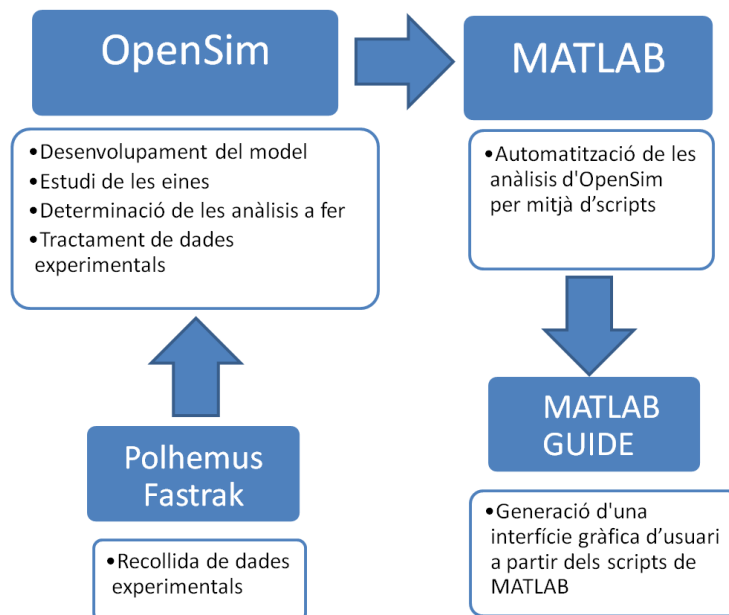 OpenSim
•Desenvolupament del model
•Estudi de les eines
•Determinació de les anàlisis a fer
•Tractament de dades
experimentals
MATLAB
•Automatització de les
anàlisis d'OpenSim
per mitjà d’scripts
Polhemus
Fastrak
•Recollida de dades
experimentals
MATLAB
GUIDE
•Generació d'una
interfície gràfica d’usuari
a partir dels scripts de
MATLAB